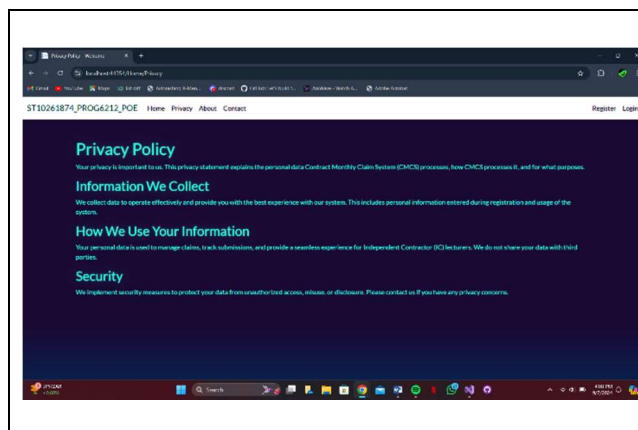 Privacy Policy - Welcome
localhost:44354/Home/Privacy
Gmail YouTube Maps
ST10261874_PROG6212_POE Home Privacy About Contact Register Login
Privacy Policy
Your privacy is important to us. This privacy statement explains the personal data Contract Monthly Claim System (CMCS) processes, how CMCS processes it, and for what purposes.
Information We Collect
We collect data to operate effectively and provide you with the best experience with our system. This includes personal information entered during registration and usage of the
system.
How We Use Your Information
Your personal data is used to manage claims, track submissions, and provide a seamless experience for Independent Contractor (IC) lecturers. We do not share your data with third
parties.
Security
We implement security measures to protect your data from unauthorized access, misuse, or disclosure. Please contact us if you have any privacy concerns.
Search